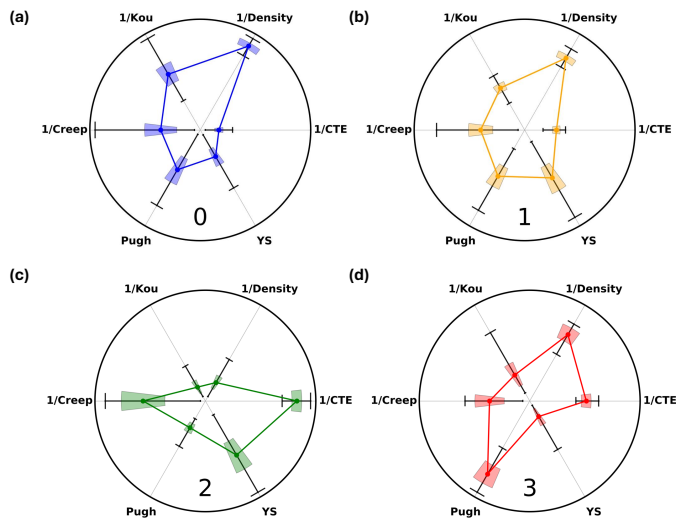 (a)
1/Kou
1/Density
1/Creep
1/CTE
Pugh
YS
0
(b)
1/Kou
1/Density
1/Creep
1/CTE
Pugh
YS
1
(c)
1/Kou
1/Density
1/Creep
1/CTE
Pugh
YS
2
(d)
1/Kou
1/Density
1/Creep
1/CTE
Pugh
YS
3